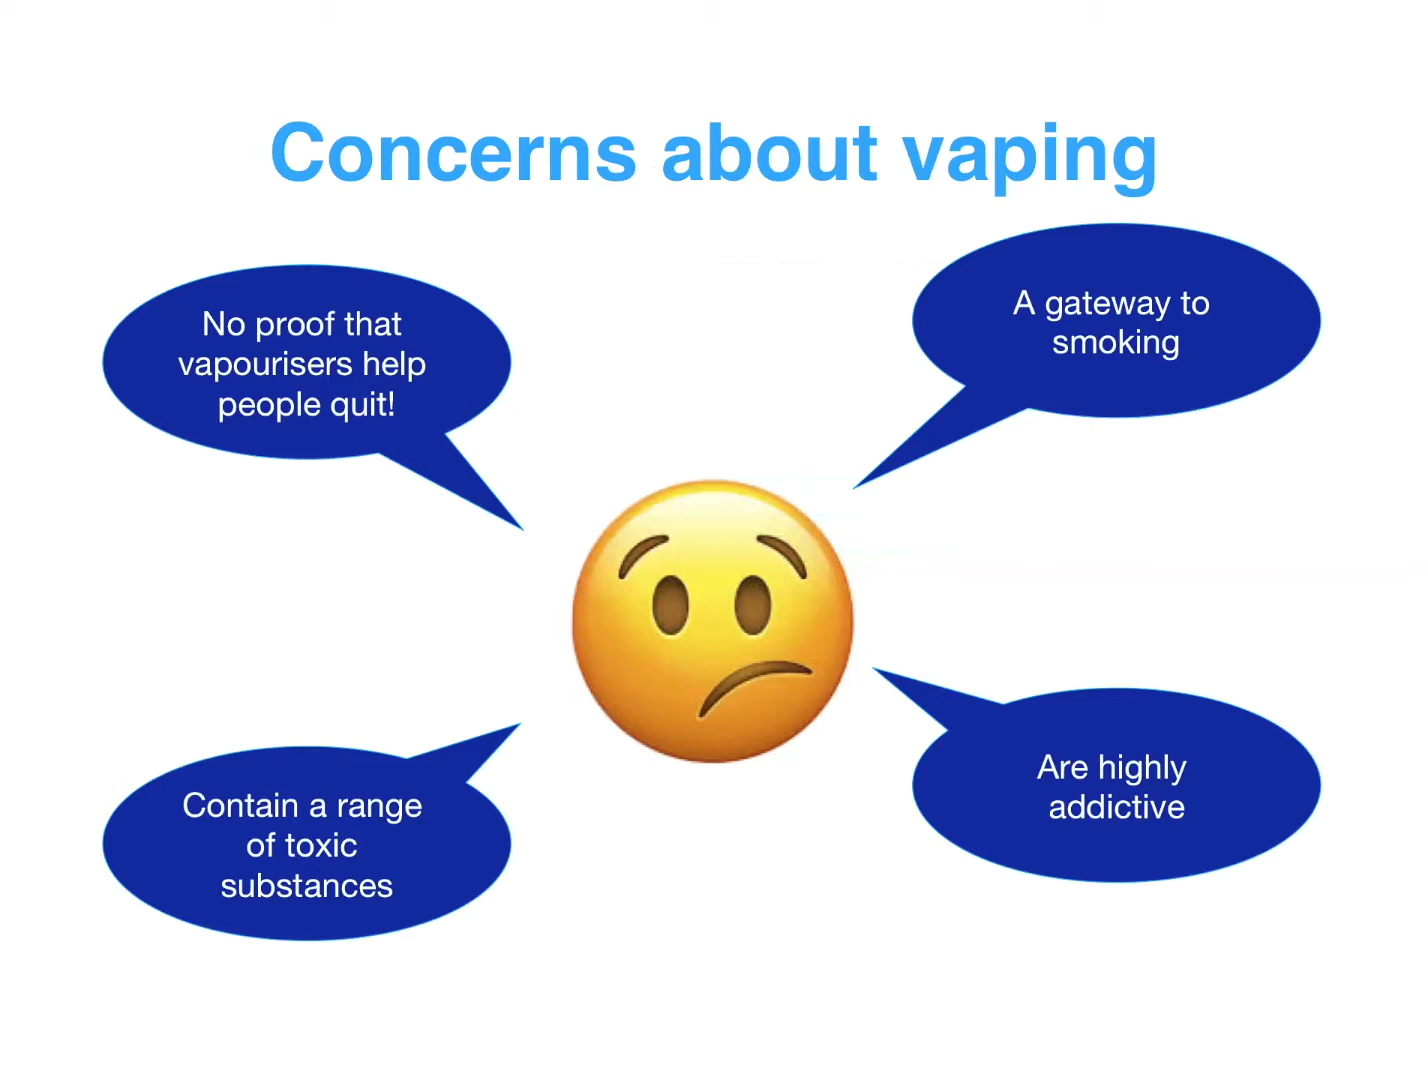 Concerns about vaping
No proof that
vapourisers help
people quit!
A gateway to
smoking
Contain a range
of toxic
substances
Are highly
addictive